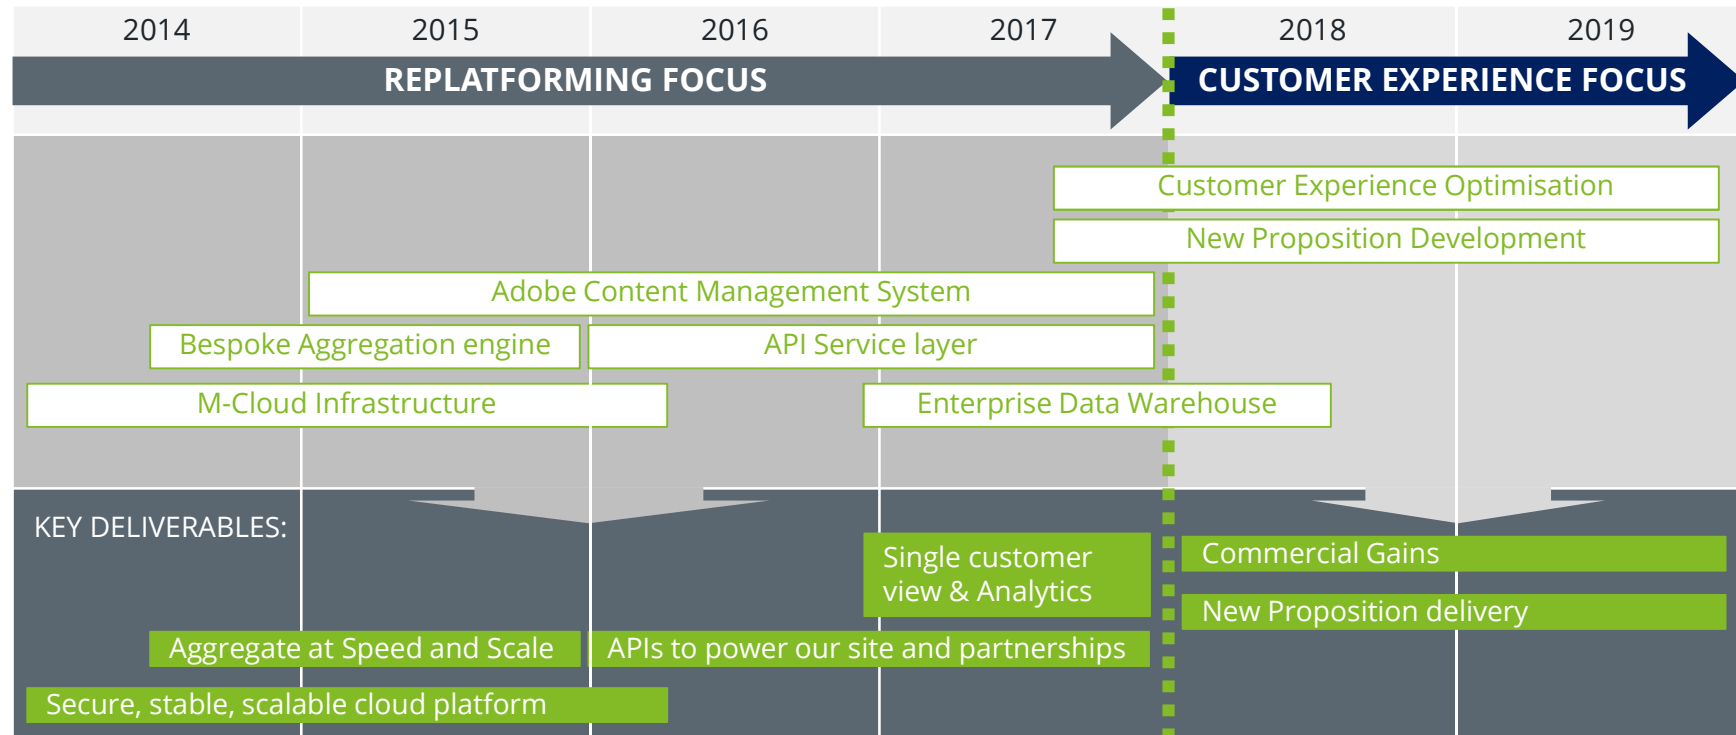 2014
2015
2016
2017
2018
2019
REPLATFORMING FOCUS
CUSTOMER EXPERIENCE FOCUS
Customer Experience Optimisation
New Proposition Development
Adobe Content Management System
Bespoke Aggregation engine
API Service layer
M-Cloud Infrastructure
Enterprise Data Warehouse
KEY DELIVERABLES:
Single customer
view & Analytics
Commercial Gains
New Proposition delivery
Aggregate at Speed and Scale
APIs to power our site and partnerships
Secure, stable, scalable cloud platform